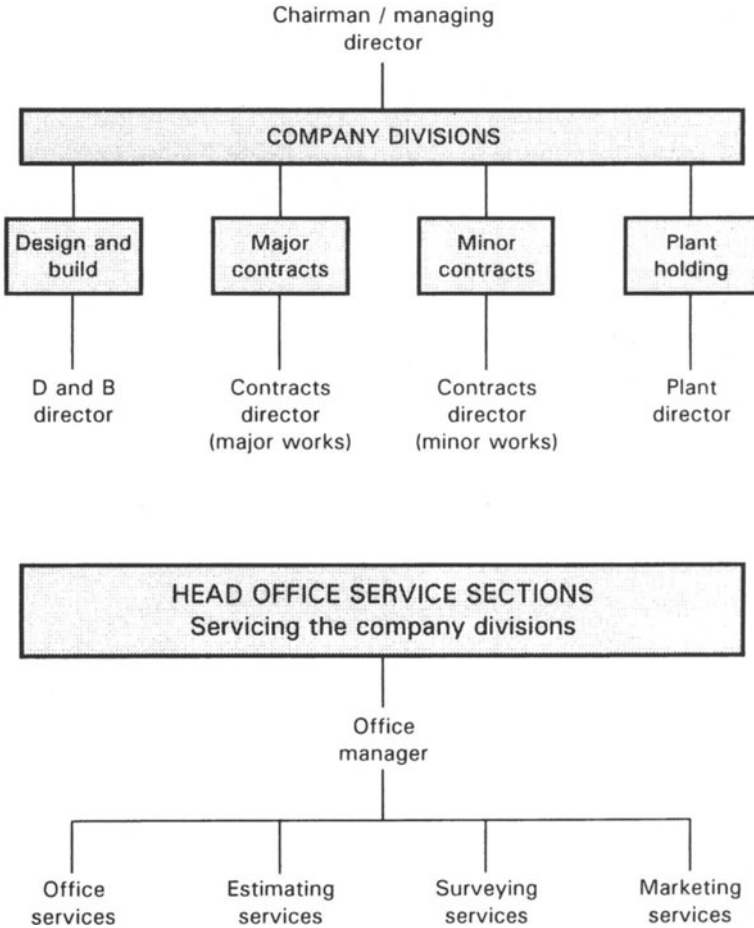 Chairman / managing
director
COMPANY DIVISIONS
Design and
build
Major
contracts
Minor
contracts
Plant
holding
D and B
director
Contracts
director
(major works)
Contracts
director
(minor works)
Plant
director
HEAD OFFICE SERVICE SECTIONS
Servicing the company divisions
Office
manager
Office
services
Estimating
services
Surveying
services
Marketing
services